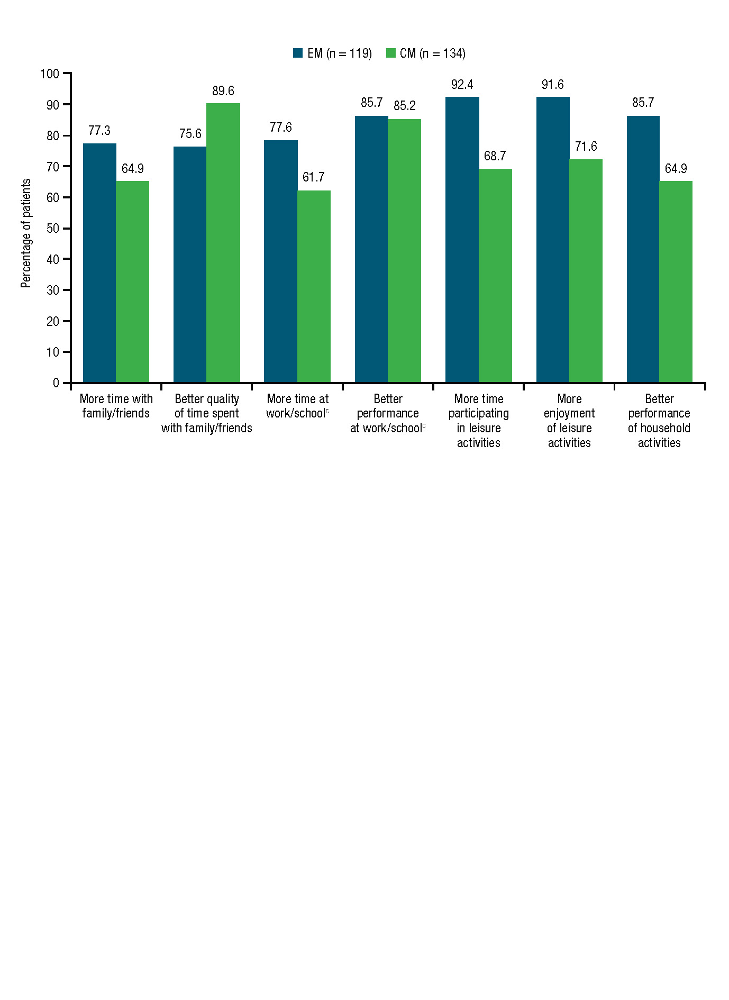 EM (n = 119) CM (n = 134)
Percentage of patients
100
90
80
70
60
50
40
30
20
10
0
77.3
64.9
75.6
89.6
77.6
61.7
85.7
85.2
92.4
68.7
91.6
71.6
85.7
64.9
More time with
family/friends
Better quality
of time spent
with family/friends
More time at
work/schoolᶜ
Better
performance
at work/schoolᶜ
More time
participating
in leisure
activities
More
enjoyment
of leisure
activities
Better
performance
of household
activities